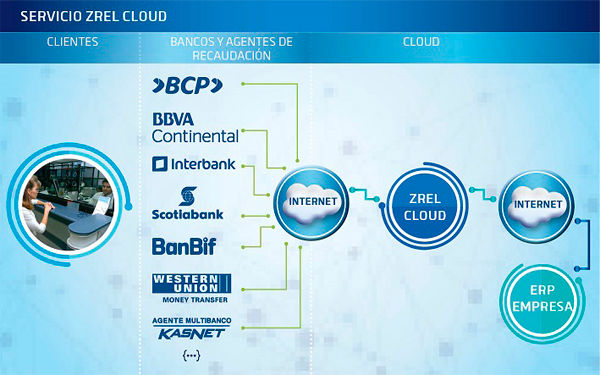 SERVICIO ZREL CLOUD
CLIENTES
BANCOS Y AGENTES DE
RECAUDACIÓN
CLOUD
BCP
BBVA
Continental
Interbank
Scotiabank
BanBif
WESTERN
UNION
MONEY TRANSFER
AGENTE MULTIBANCO
KASNET
{•••}
INTERNET
ZREL
CLOUD
INTERNET
ERP
EMPRESA